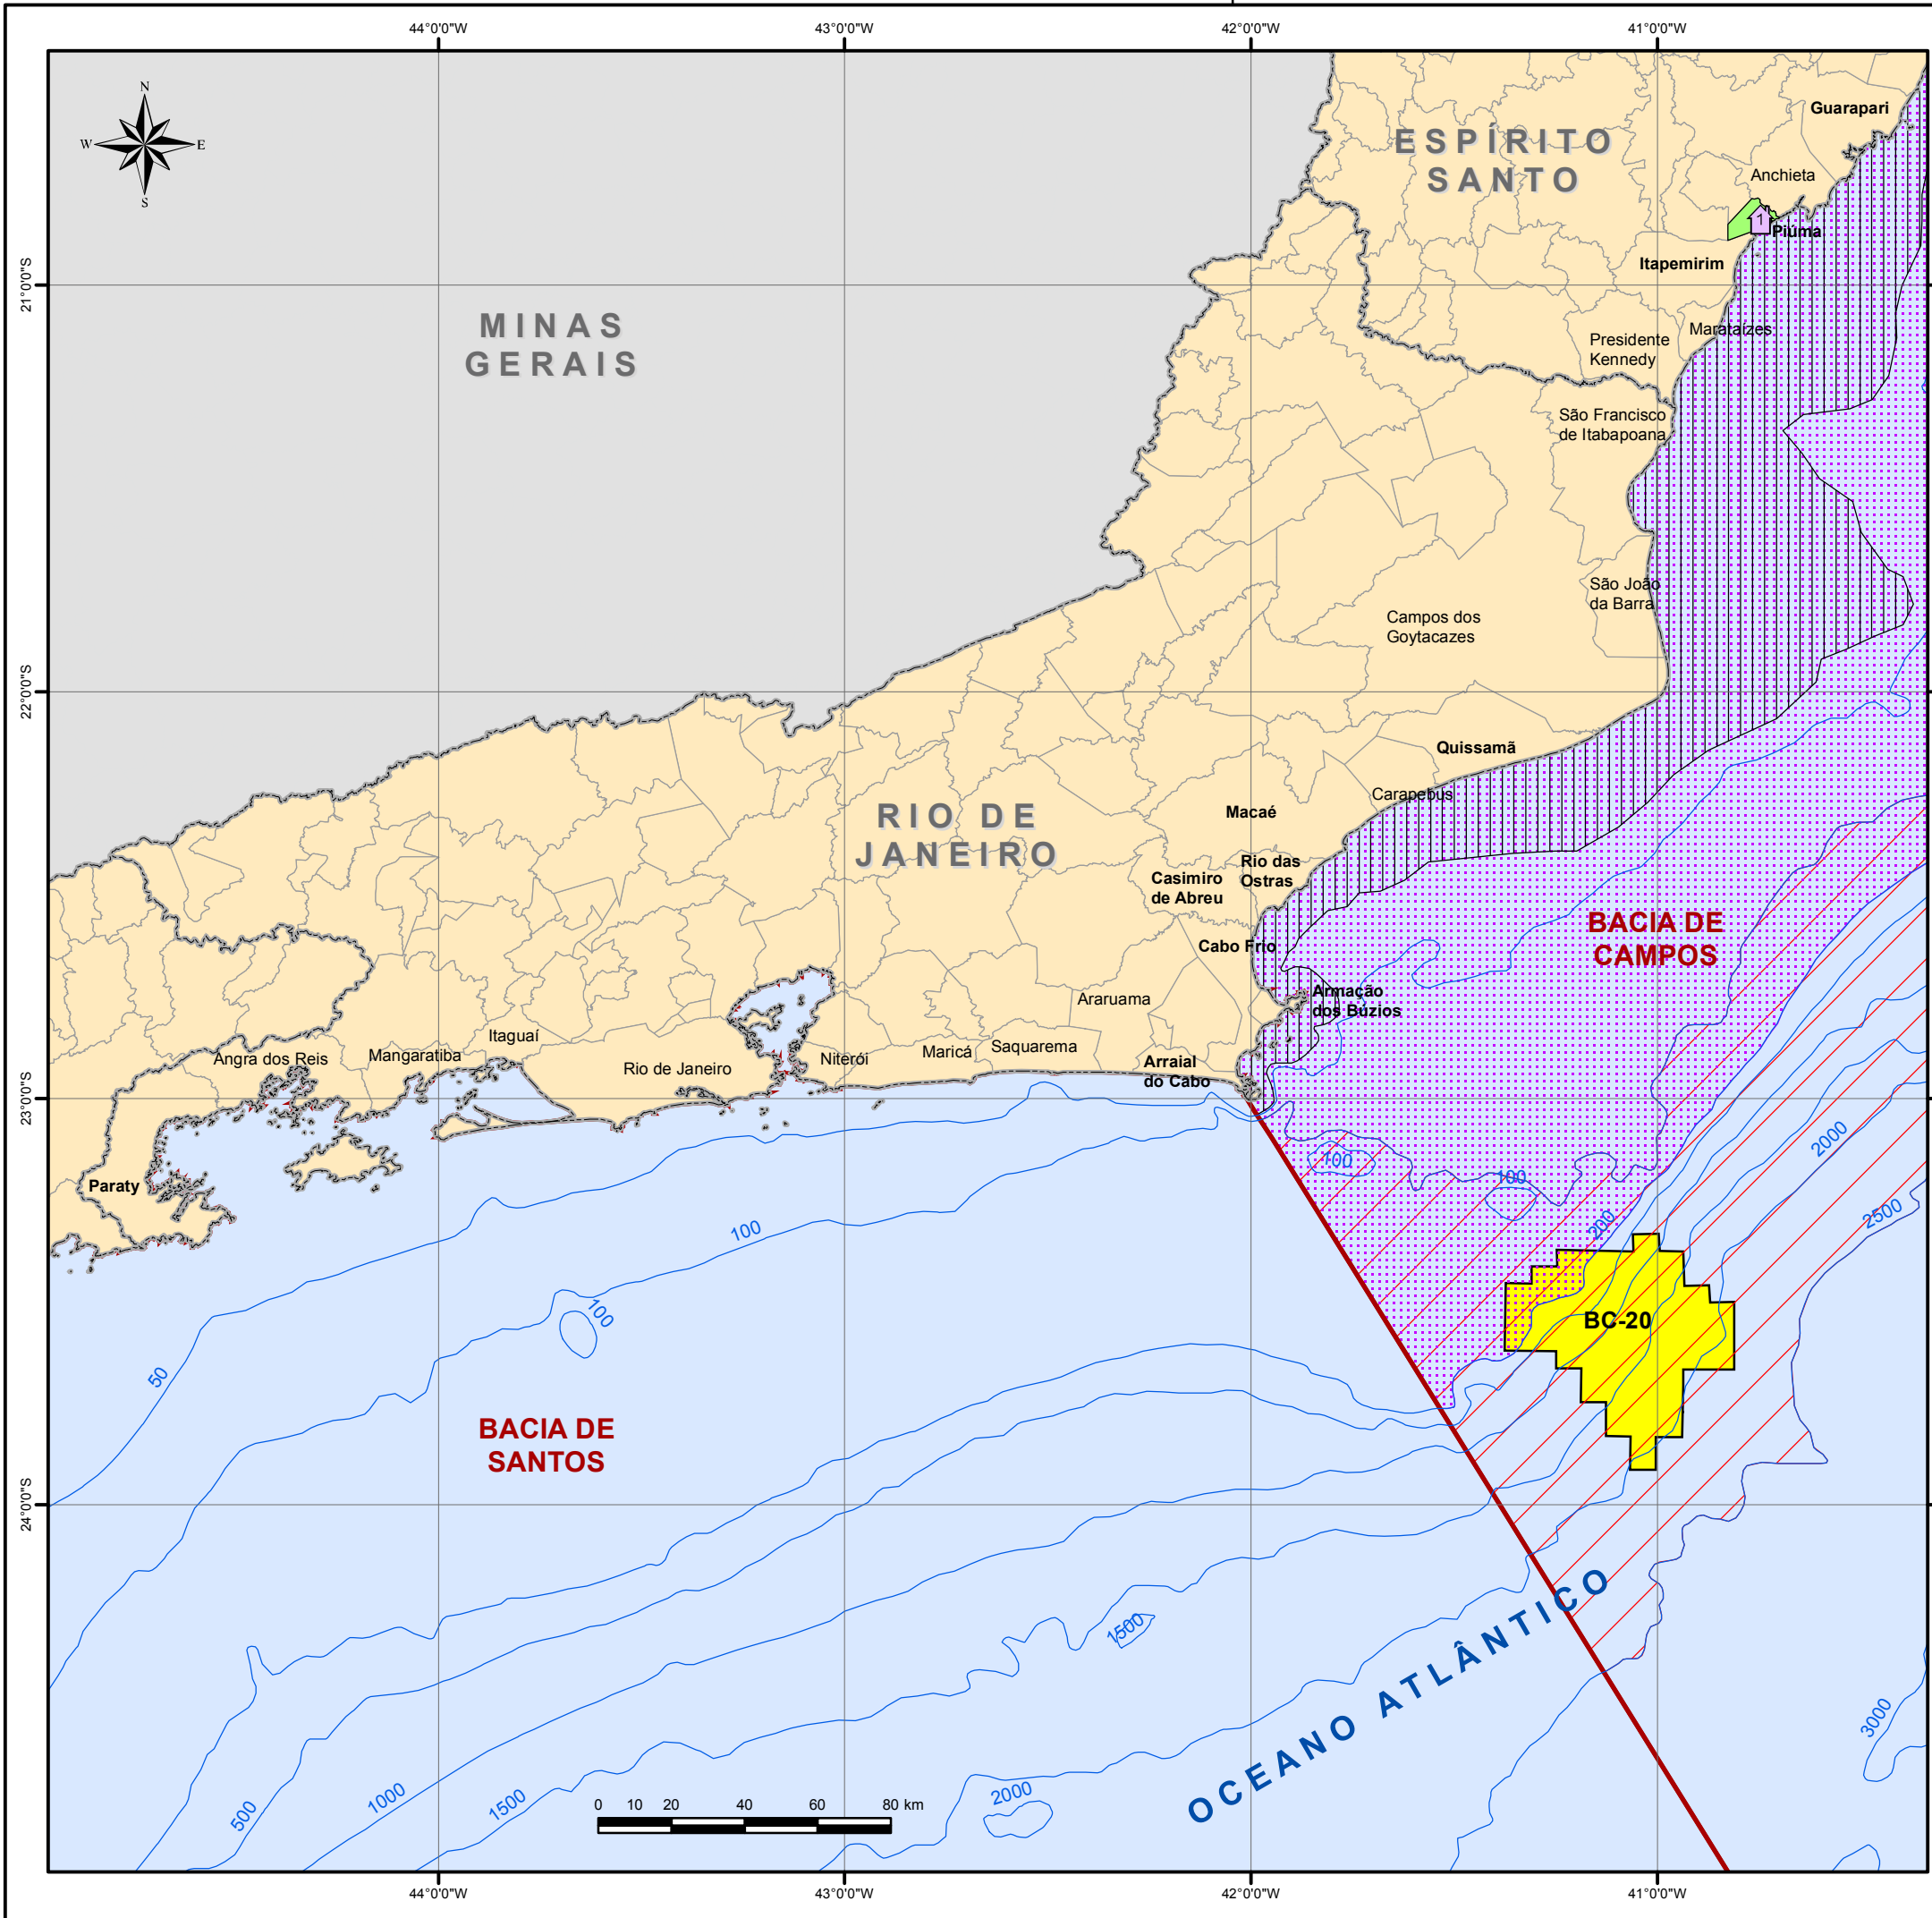 44°0'0"W
43°0'0"W
42°0'0"W
41°0'0"W
N
W
E
S
Guarapari
ESPÍRITO
SANTO
Anchieta
1
Piúma
Itapemirim
21°0'0"S
MINAS
GERAIS
Marataízes
Presidente
Kennedy
São Francisco
de Itabapoana
São João
da Barra
Campos dos
Goytacazes
22°0'0"S
Quissamã
Carapebus
RIO DE
JANEIRO
Macaé
Rio das
Ostras
Casimiro
de Abreu
BACIA DE
CAMPOS
Cabo Frio
Armação
dos Búzios
Araruama
Itaguaí
Angra dos Reis
Mangaratiba
Rio de Janeiro
Niterói
Maricá
Saquarema
Arraial
do Cabo
23°0'0"S
2000
100
100
Paraty
2500
200
100
100
BC-20
50
BACIA DE
SANTOS
24°0'0"S
OCEANO ATLÂNTICO
1500
3000
500
1000
1500
2000
0 10 20 40 60 80 km
44°0'0"W
43°0'0"W
42°0'0"W
41°0'0"W